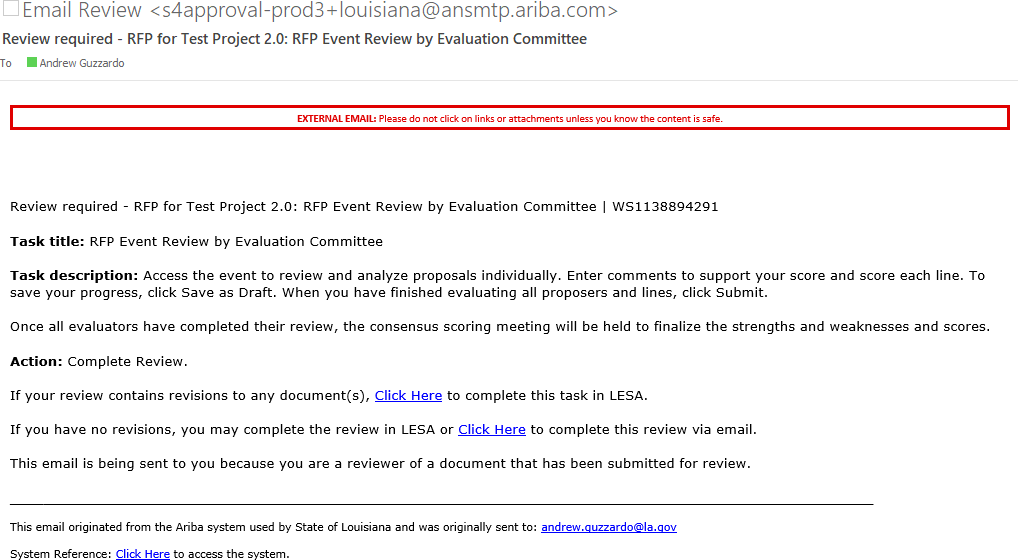 Email Review <s4approval-prod3+louisiana@ansmtp.ariba.com>
Review required - RFP for Test Project 2.0: RFP Event Review by Evaluation Committee
To Andrew Guzzardo
EXTERNAL EMAIL: Please do not click on links or attachments unless you know the content is safe.
Review required - RFP for Test Project 2.0: RFP Event Review by Evaluation Committee | WS1138894291
Task title: RFP Event Review by Evaluation Committee
Task description: Access the event to review and analyze proposals individually. Enter comments to support your score and score each line. To
save your progress, click Save as Draft. When you have finished evaluating all proposers and lines, click Submit.
Once all evaluators have completed their review, the consensus scoring meeting will be held to finalize the strengths and weaknesses and scores.
Action: Complete Review.
If your review contains revisions to any document(s), Click Here to complete this task in LESA.
If you have no revisions, you may complete the review in LESA or Click Here to complete this review via email.
This email is being sent to you because you are a reviewer of a document that has been submitted for review.
This email originated from the Ariba system used by State of Louisiana and was originally sent to: andrew.guzzardo@la.gov
System Reference: Click Here to access the system.